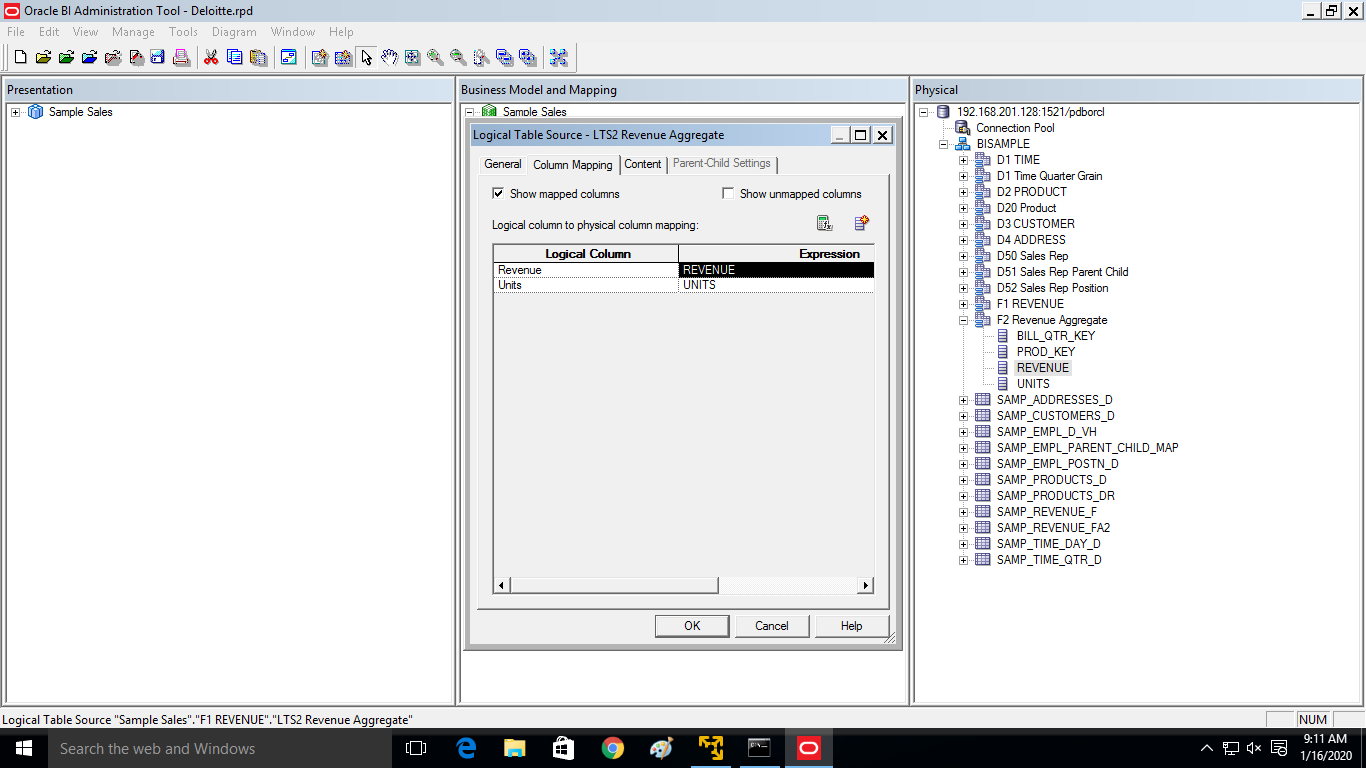 Oracle BI Administration Tool - Deloitte.rpd
File Edit View Manage Tools Diagram Window Help
Presentation
Sample Sales
Business Model and Mapping
Sample Sales
Logical Table Source - LTS2 Revenue Aggregate
General Column Mapping Content Parent-Child Settings
Show mapped columns Show unmapped columns
Logical column to physical column mapping:
Logical Column Expression
Revenue REVENUE
Units UNITS
OK Cancel Help
Physical
192.168.201.128:1521/pdborcl
Connection Pool
BISAMPLE
D1 TIME
D1 Time Quarter Grain
D2 PRODUCT
D20 Product
D3 CUSTOMER
D4 ADDRESS
D50 Sales Rep
D51 Sales Rep Parent Child
D52 Sales Rep Position
F1 REVENUE
F2 Revenue Aggregate
BILL_QTR_KEY
PROD_KEY
REVENUE
UNITS
SAMP_ADDRESSES_D
SAMP_CUSTOMERS_D
SAMP_EMPL_D_VH
SAMP_EMPL_PARENT_CHILD_MAP
SAMP_EMPL_POSTN_D
SAMP_PRODUCTS_D
SAMP_PRODUCTS_DR
SAMP_REVENUE_F
SAMP_REVENUE_FA2
SAMP_TIME_DAY_D
SAMP_TIME_QTR_D
Logical Table Source "Sample Sales"."F1 REVENUE"."LTS2 Revenue Aggregate"
NUM
Search the web and Windows
9:11 AM
1/16/2020